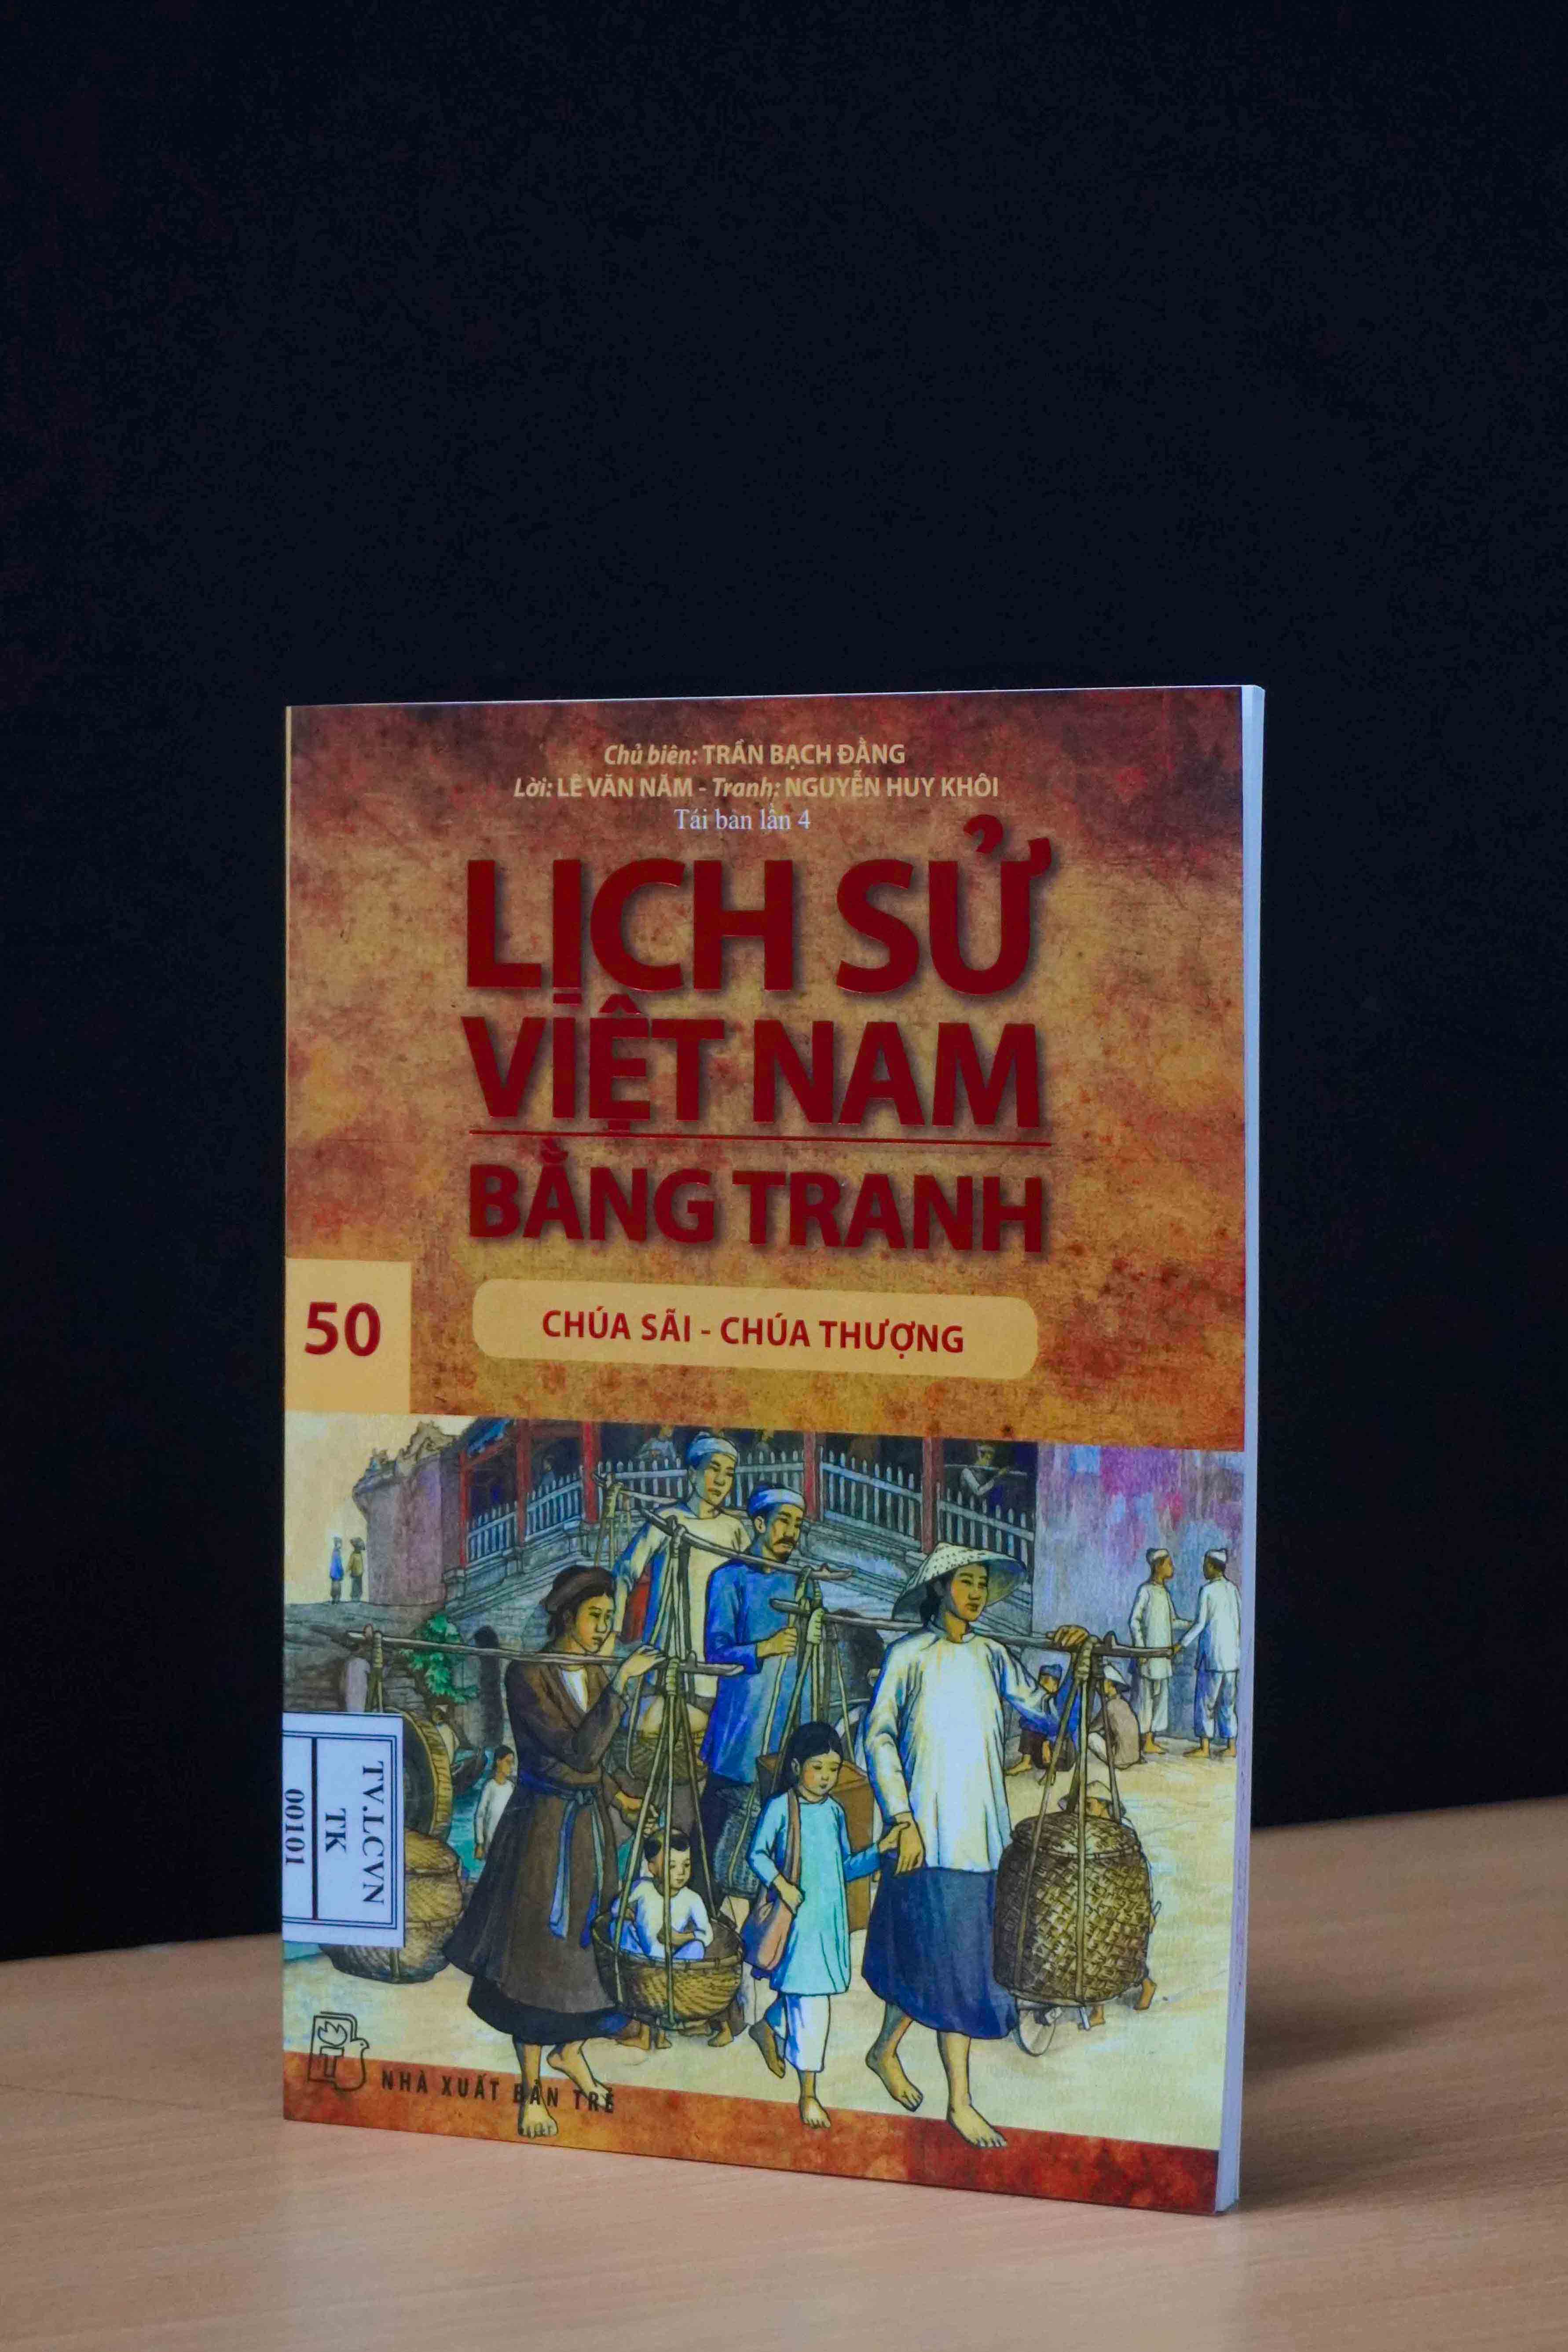 Chủ biên: TRẦN BẠCH ĐẰNG
Lời: LÊ VĂN NĂM - Tranh: NGUYỄN HUY KHÔI
Tái bản lần 4
LỊCH SỬ
VIỆT NAM
BẰNG TRANH
50
CHÚA SÃI - CHÚA THƯỢNG
TV.LCVN
TK
00101
NHÀ XUẤT BẢN TRẺ